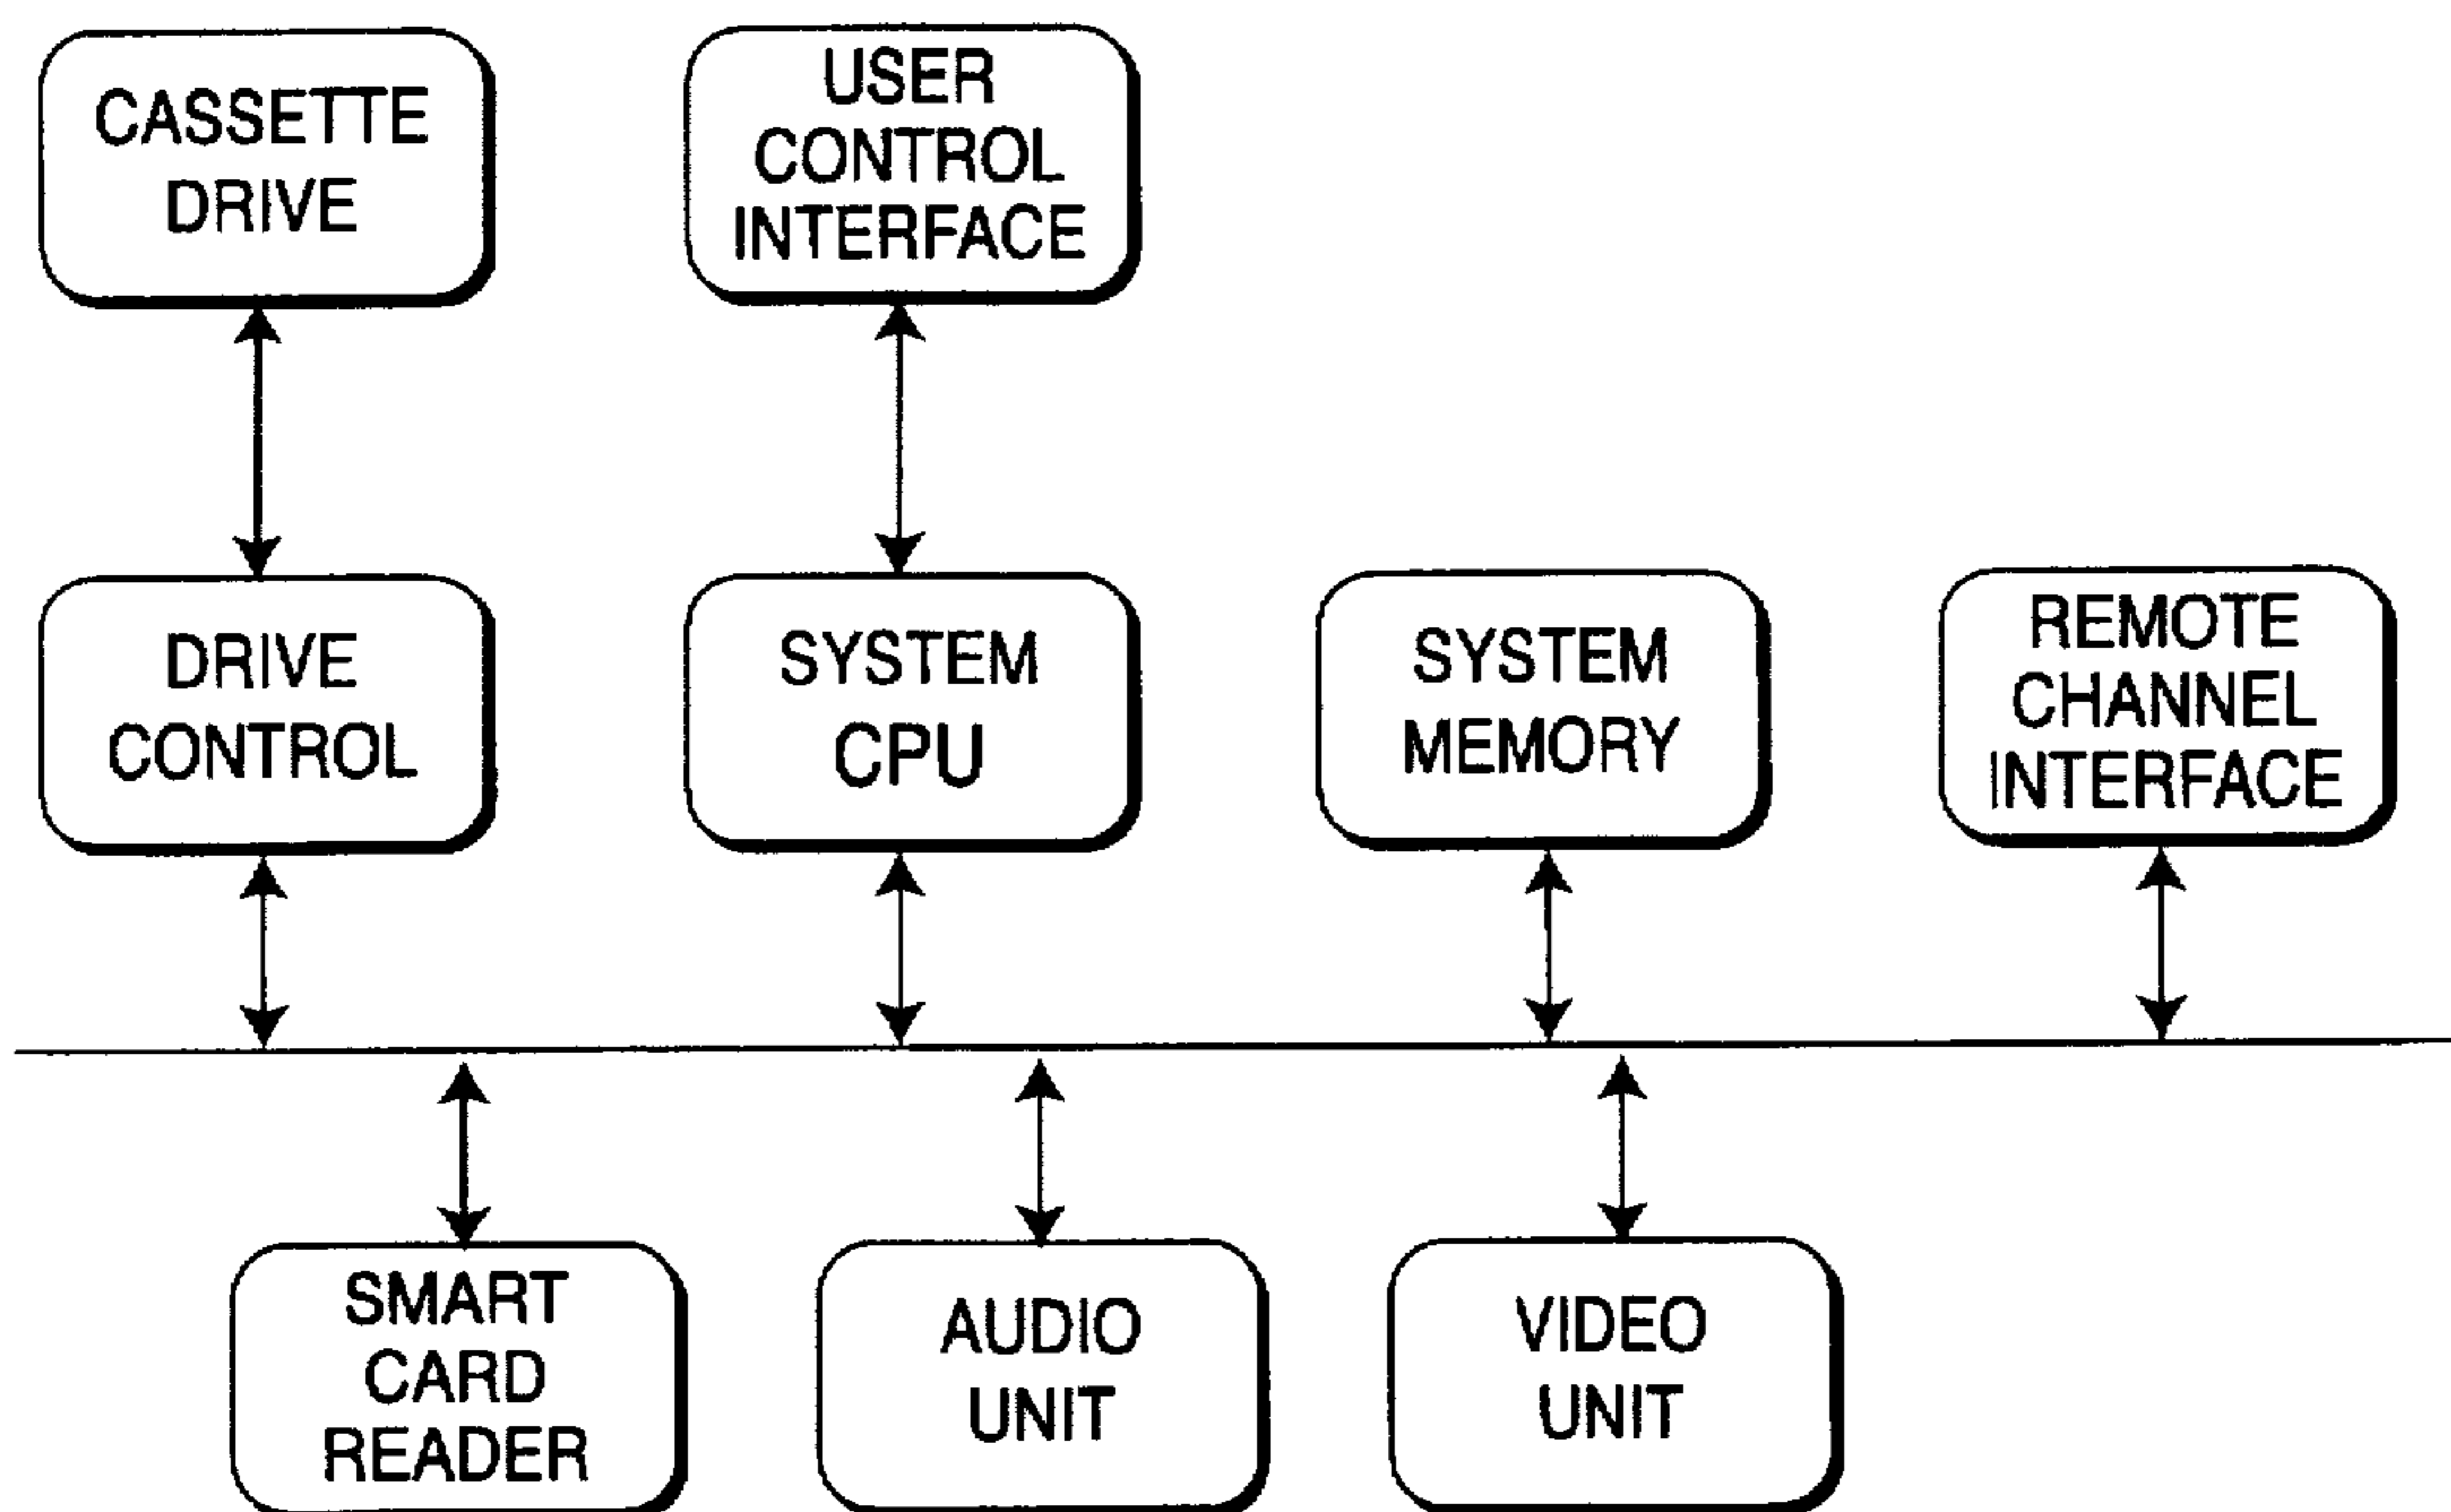 CASSETTE
DRIVE
USER
CONTROL
INTERFACE
DRIVE
CONTROL
SYSTEM
CPU
SYSTEM
MEMORY
REMOTE
CHANNEL
INTERFACE
SMART
CARD
READER
AUDIO
UNIT
VIDEO
UNIT